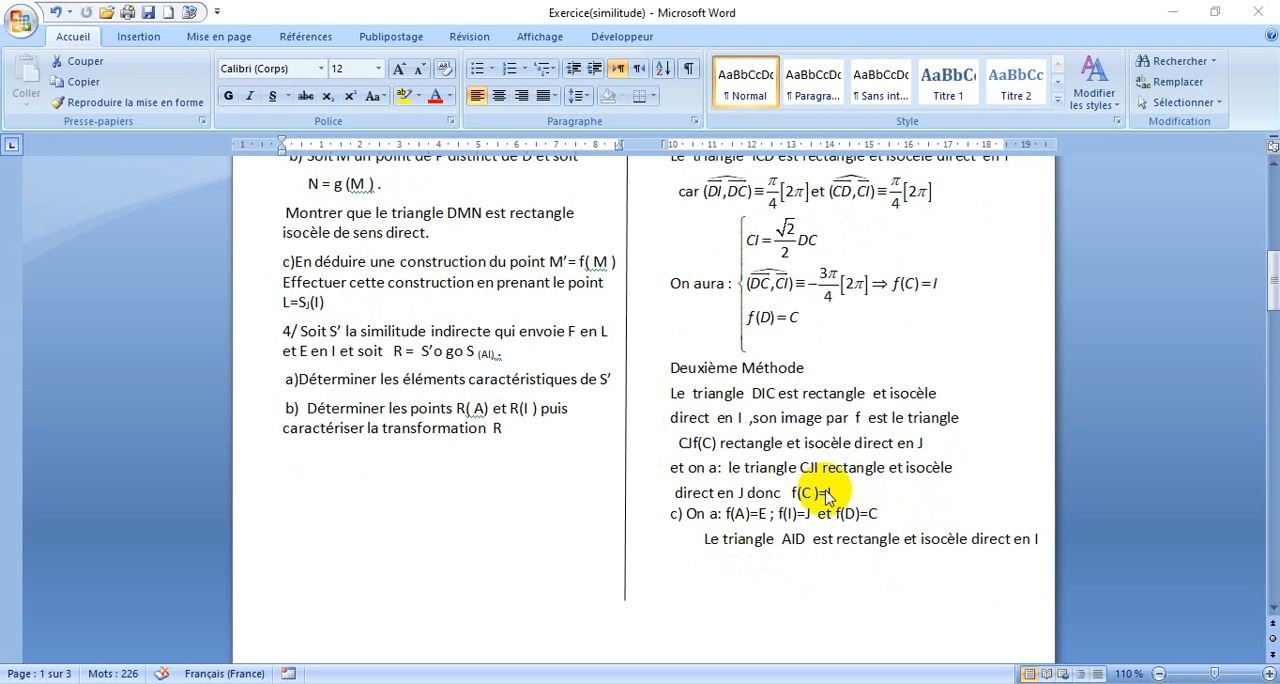 Exercice(similitude) - Microsoft Word
Accueil Insertion Mise en page Références Publipostage Révision Affichage Développeur
Coller
Couper
Copier
Reproduire la mise en forme
Presse-papiers
Calibri (Corps) 12
G I S abc x₂ x² Aa
Police
Paragraphe
AaBbCcDc AaBbCcDc AaBbCcDc AaBbC AaBbCc
¶ Normal ¶ Paragra... ¶ Sans int... Titre 1 Titre 2
Modifier les styles
Style
Rechercher
Remplacer
Sélectionner
Modification
b) Soit M un point de P distinct de D et soit
N = g (M ) .
Montrer que le triangle DMN est rectangle
isocèle de sens direct.
c)En déduire une construction du point M’= f( M )
Effectuer cette construction en prenant le point
L=S_J(I)
4/ Soit S’ la similitude indirecte qui envoie F en L
et E en I et soit R = S’o go S (AI).
a)Déterminer les éléments caractéristiques de S’
b) Déterminer les points R( A) et R(I ) puis
caractériser la transformation R
Le triangle ICD est rectangle et isocèle direct en I
car (DI,DC) ≡ π/4 [2π] et (CD,CI) ≡ π/4 [2π]
CI = √2/2 DC
On aura : (DC,CI) ≡ -3π/4 [2π] ⇒ f(C) = I
f(D) = C
Deuxième Méthode
Le triangle DIC est rectangle et isocèle
direct en I ,son image par f est le triangle
CJf(C) rectangle et isocèle direct en J
et on a: le triangle CJI rectangle et isocèle
direct en J donc f(C )=I
c) On a: f(A)=E ; f(I)=J et f(D)=C
Le triangle AID est rectangle et isocèle direct en I
Page : 1 sur 3 Mots : 226 Français (France) 110 %